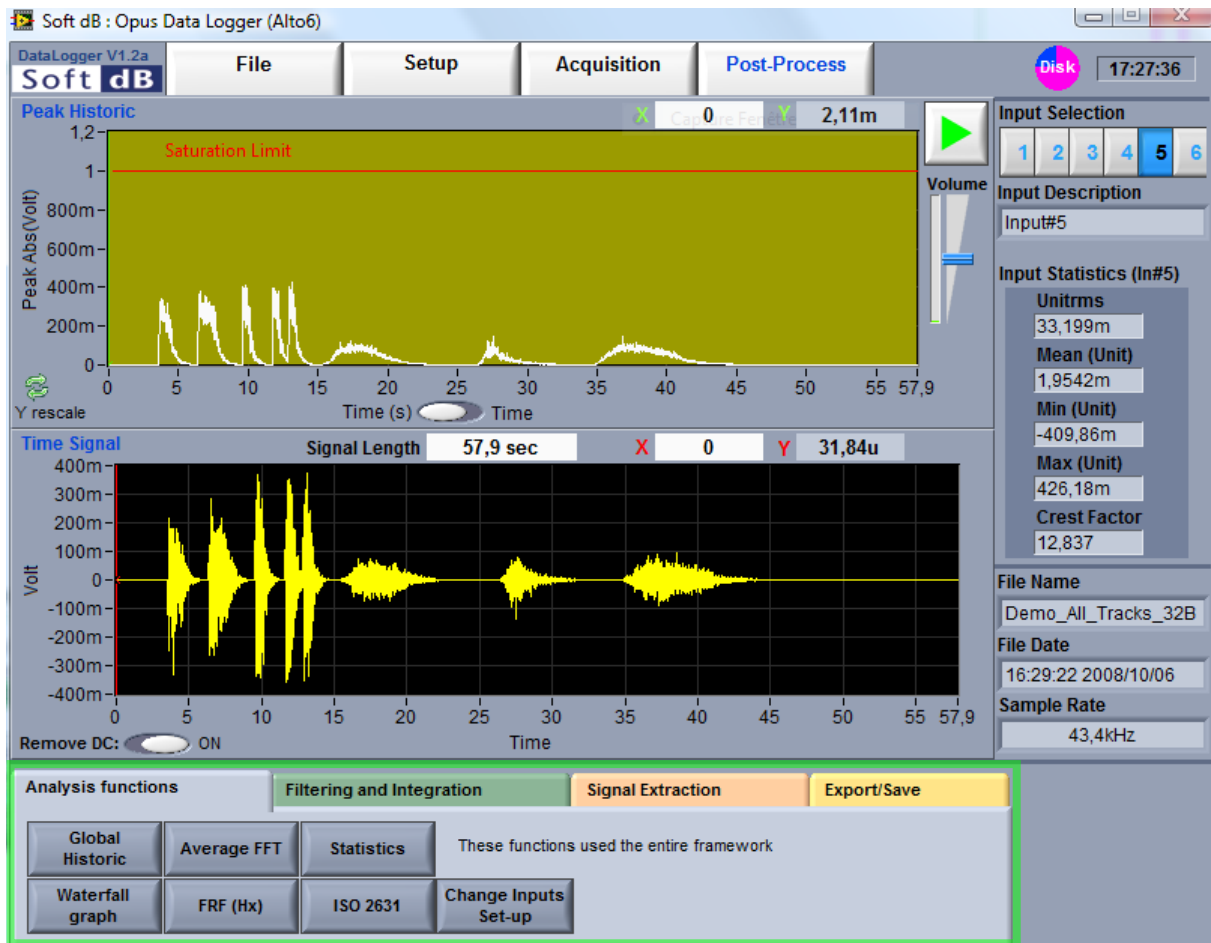 Soft dB : Opus Data Logger (Alto6)
DataLogger V1.2a
Soft dB
File
Setup
Acquisition
Post-Process
Disk
17:27:36
Peak Historic
X 0 Y 2,11m
Capture Fenêtre
1,2
Saturation Limit
1
800m
600m
400m
200m
0
Peak Abs(Volt)
0 5 10 15 20 25 30 35 40 45 50 55 57,9
Y rescale
Time (s)
Time
Volume
Time Signal
Signal Length 57,9 sec X 0 Y 31,84u
400m
300m
200m
100m
0
-100m
-200m
-300m
-400m
Volt
0 5 10 15 20 25 30 35 40 45 50 55 57,9
Remove DC: ON
Time
Input Selection
1 2 3 4 5 6
Input Description
Input#5
Input Statistics (In#5)
Unitrms
33,199m
Mean (Unit)
1,9542m
Min (Unit)
-409,86m
Max (Unit)
426,18m
Crest Factor
12,837
File Name
Demo_All_Tracks_32B
File Date
16:29:22 2008/10/06
Sample Rate
43,4kHz
Analysis functions
Filtering and Integration
Signal Extraction
Export/Save
Global
Historic
Average FFT
Statistics
These functions used the entire framework
Waterfall
graph
FRF (Hx)
ISO 2631
Change Inputs
Set-up